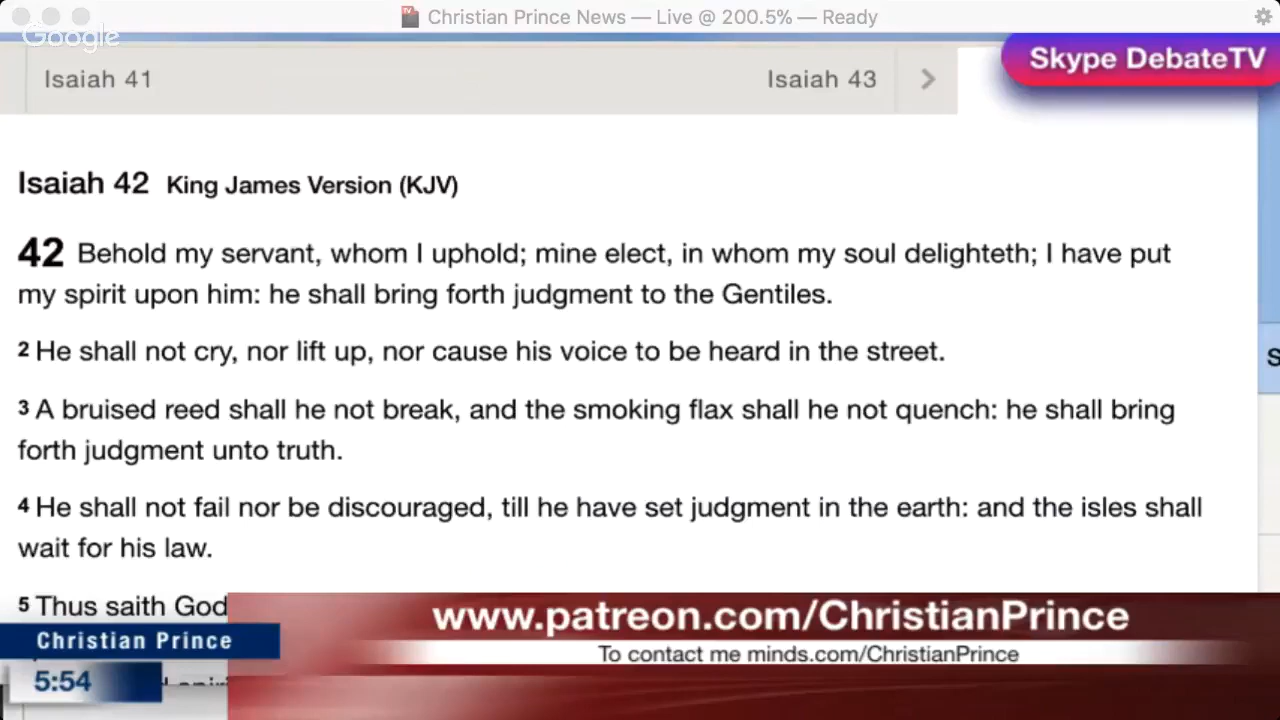 Christian Prince News — Live @ 200.5% — Ready
Google
Skype DebateTV
Isaiah 41
Isaiah 43
Isaiah 42 King James Version (KJV)
42 Behold my servant, whom I uphold; mine elect, in whom my soul delighteth; I have put
my spirit upon him: he shall bring forth judgment to the Gentiles.
2 He shall not cry, nor lift up, nor cause his voice to be heard in the street.
3 A bruised reed shall he not break, and the smoking flax shall he not quench: he shall bring
forth judgment unto truth.
4 He shall not fail nor be discouraged, till he have set judgment in the earth: and the isles shall
wait for his law.
5 Thus saith God
www.patreon.com/ChristianPrince
Christian Prince
To contact me minds.com/ChristianPrince
5:54